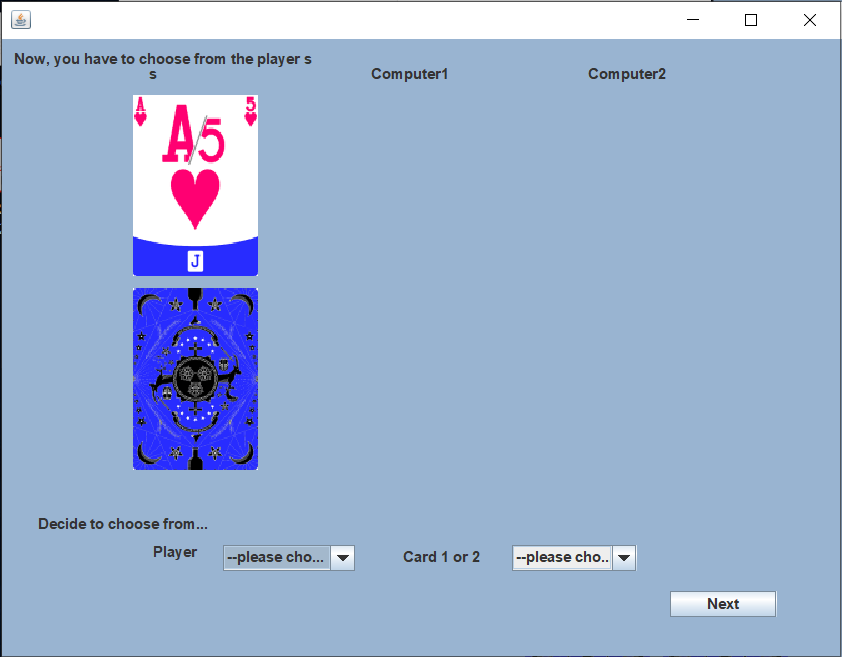 Now, you have to choose from the player s
s
Computer1
Computer2
A
5
A/5
J
Decide to choose from...
Player
--please cho...
Card 1 or 2
--please cho..
Next